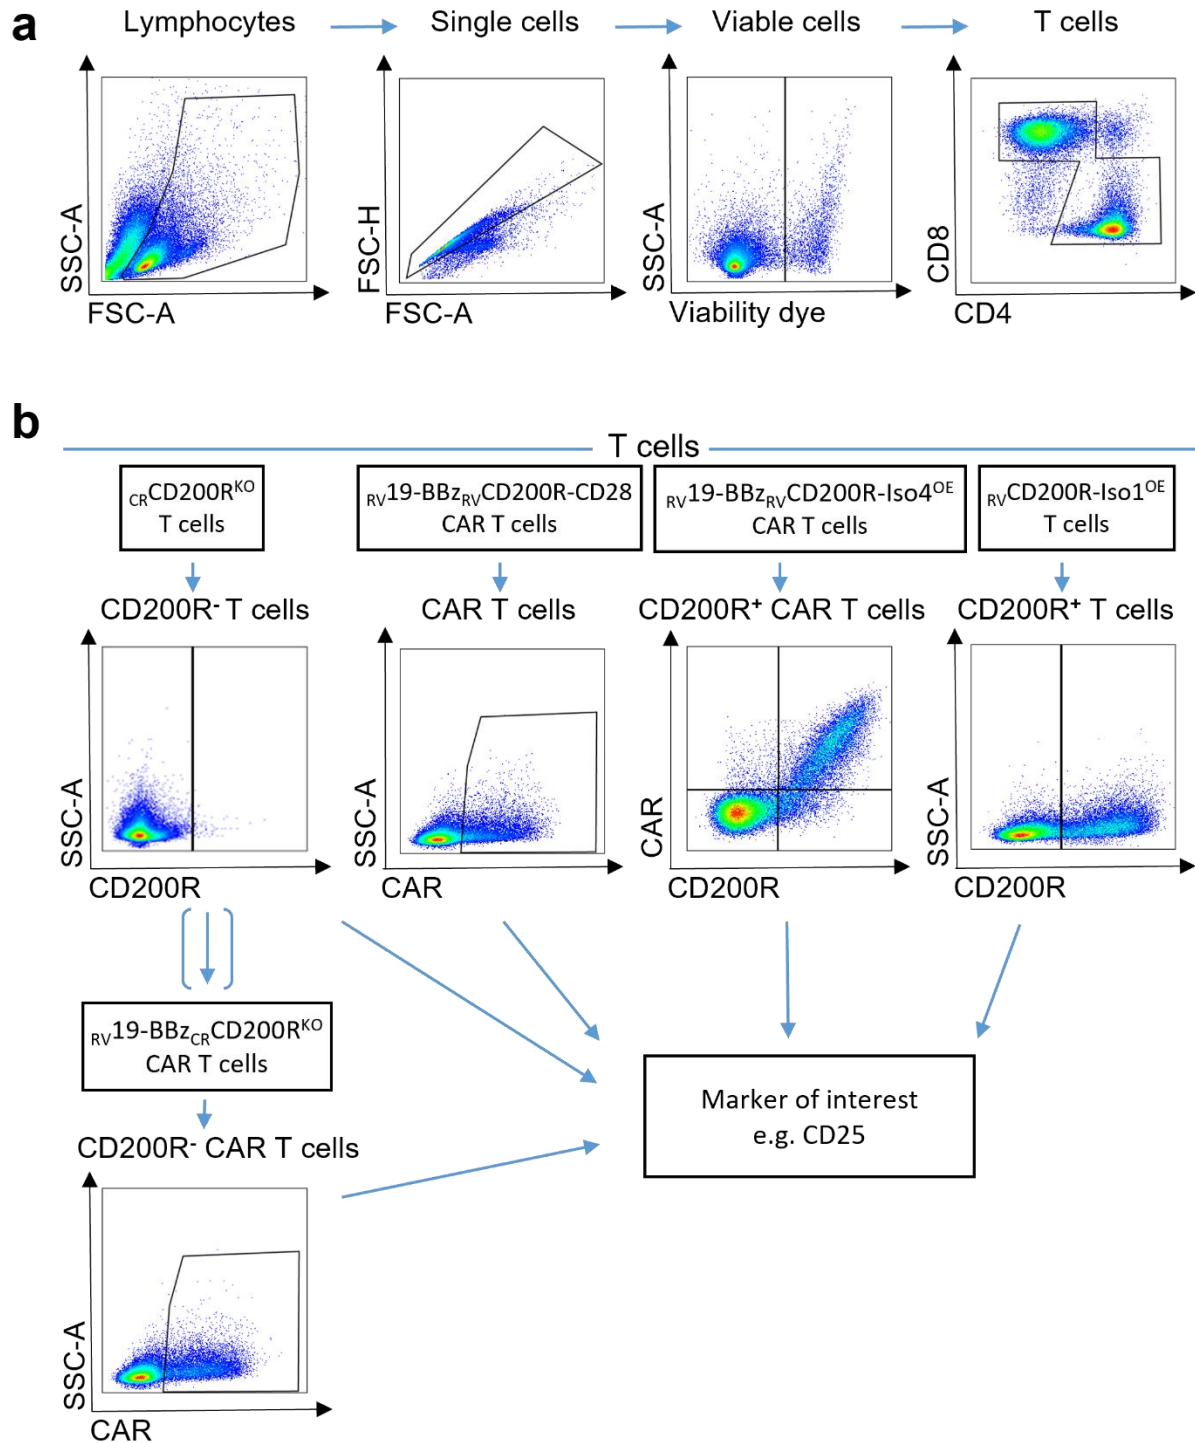 a
Lymphocytes
Single cells
Viable cells
T cells
SSC-A
FSC-A
FSC-H
FSC-A
SSC-A
Viability dye
CD8
CD4
b
T cells
CRCD200RKO
T cells
RV19-BBzRVCD200R-CD28
CAR T cells
RV19-BBzRVCD200R-Iso4OE
CAR T cells
RVCD200R-Iso1OE
T cells
CD200R- T cells
CAR T cells
CD200R+ CAR T cells
CD200R+ T cells
SSC-A
CD200R
SSC-A
CAR
CAR
CD200R
SSC-A
CD200R
RV19-BBzCRCD200RKO
CAR T cells
Marker of interest
e.g. CD25
CD200R- CAR T cells
SSC-A
CAR